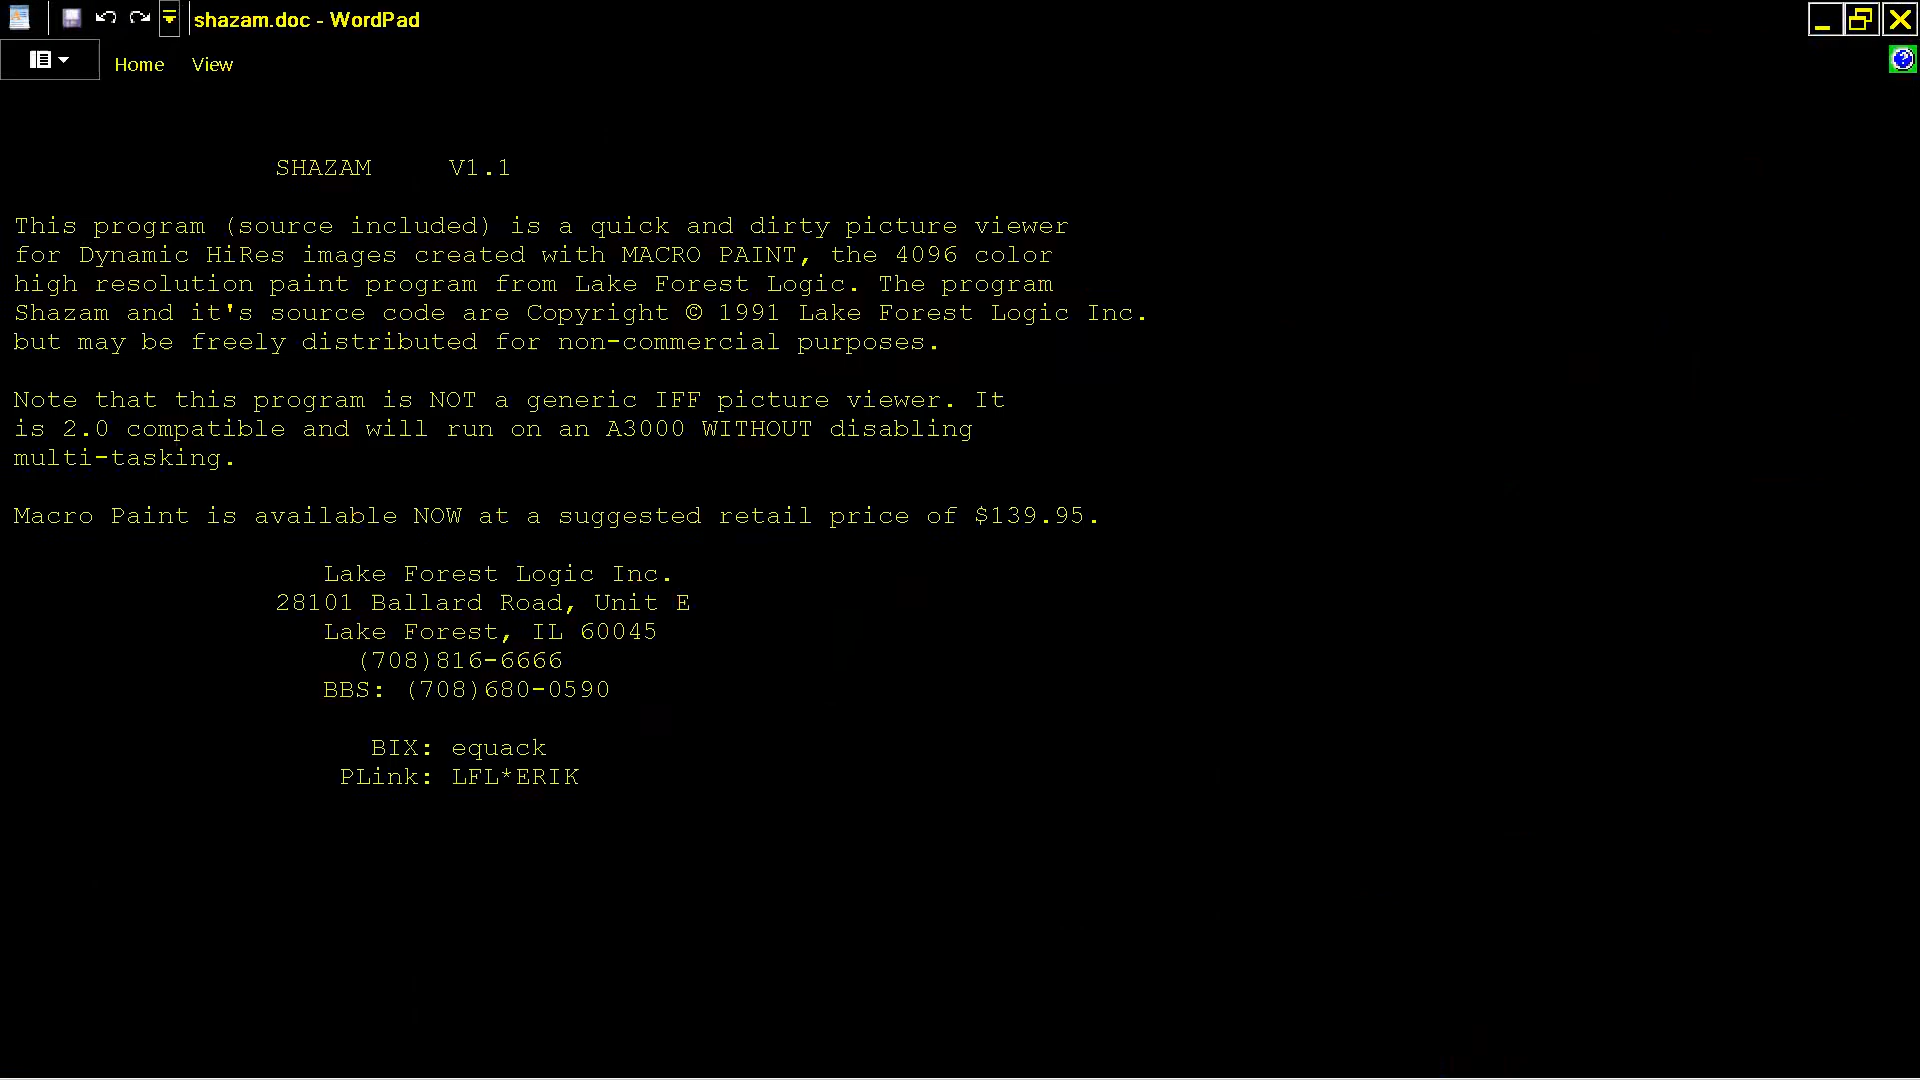 shazam.doc - WordPad
Home View
SHAZAM V1.1
This program (source included) is a quick and dirty picture viewer
for Dynamic HiRes images created with MACRO PAINT, the 4096 color
high resolution paint program from Lake Forest Logic. The program
Shazam and it's source code are Copyright © 1991 Lake Forest Logic Inc.
but may be freely distributed for non-commercial purposes.
Note that this program is NOT a generic IFF picture viewer. It
is 2.0 compatible and will run on an A3000 WITHOUT disabling
multi-tasking.
Macro Paint is available NOW at a suggested retail price of $139.95.
Lake Forest Logic Inc.
28101 Ballard Road, Unit E
Lake Forest, IL 60045
(708)816-6666
BBS: (708)680-0590
BIX: equack
PLink: LFL*ERIK